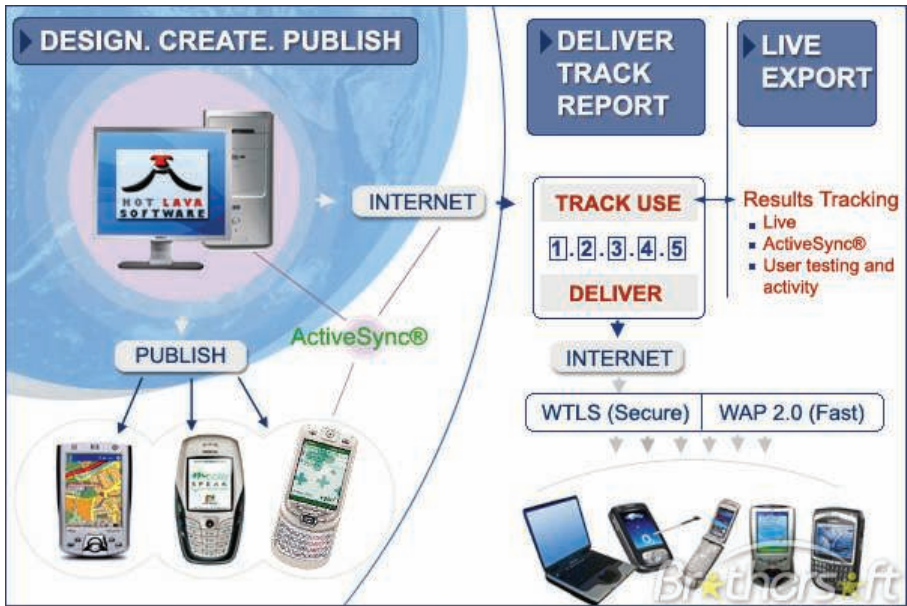 DESIGN. CREATE. PUBLISH
DELIVER
TRACK
REPORT
LIVE
EXPORT
HOT LAVA
SOFTWARE
INTERNET
TRACK USE
1.2.3.4.5
DELIVER
Results Tracking
Live
ActiveSync®
User testing and
activity
ActiveSync®
PUBLISH
INTERNET
WTLS (Secure)
WAP 2.0 (Fast)
SPEAK
Brothersoft